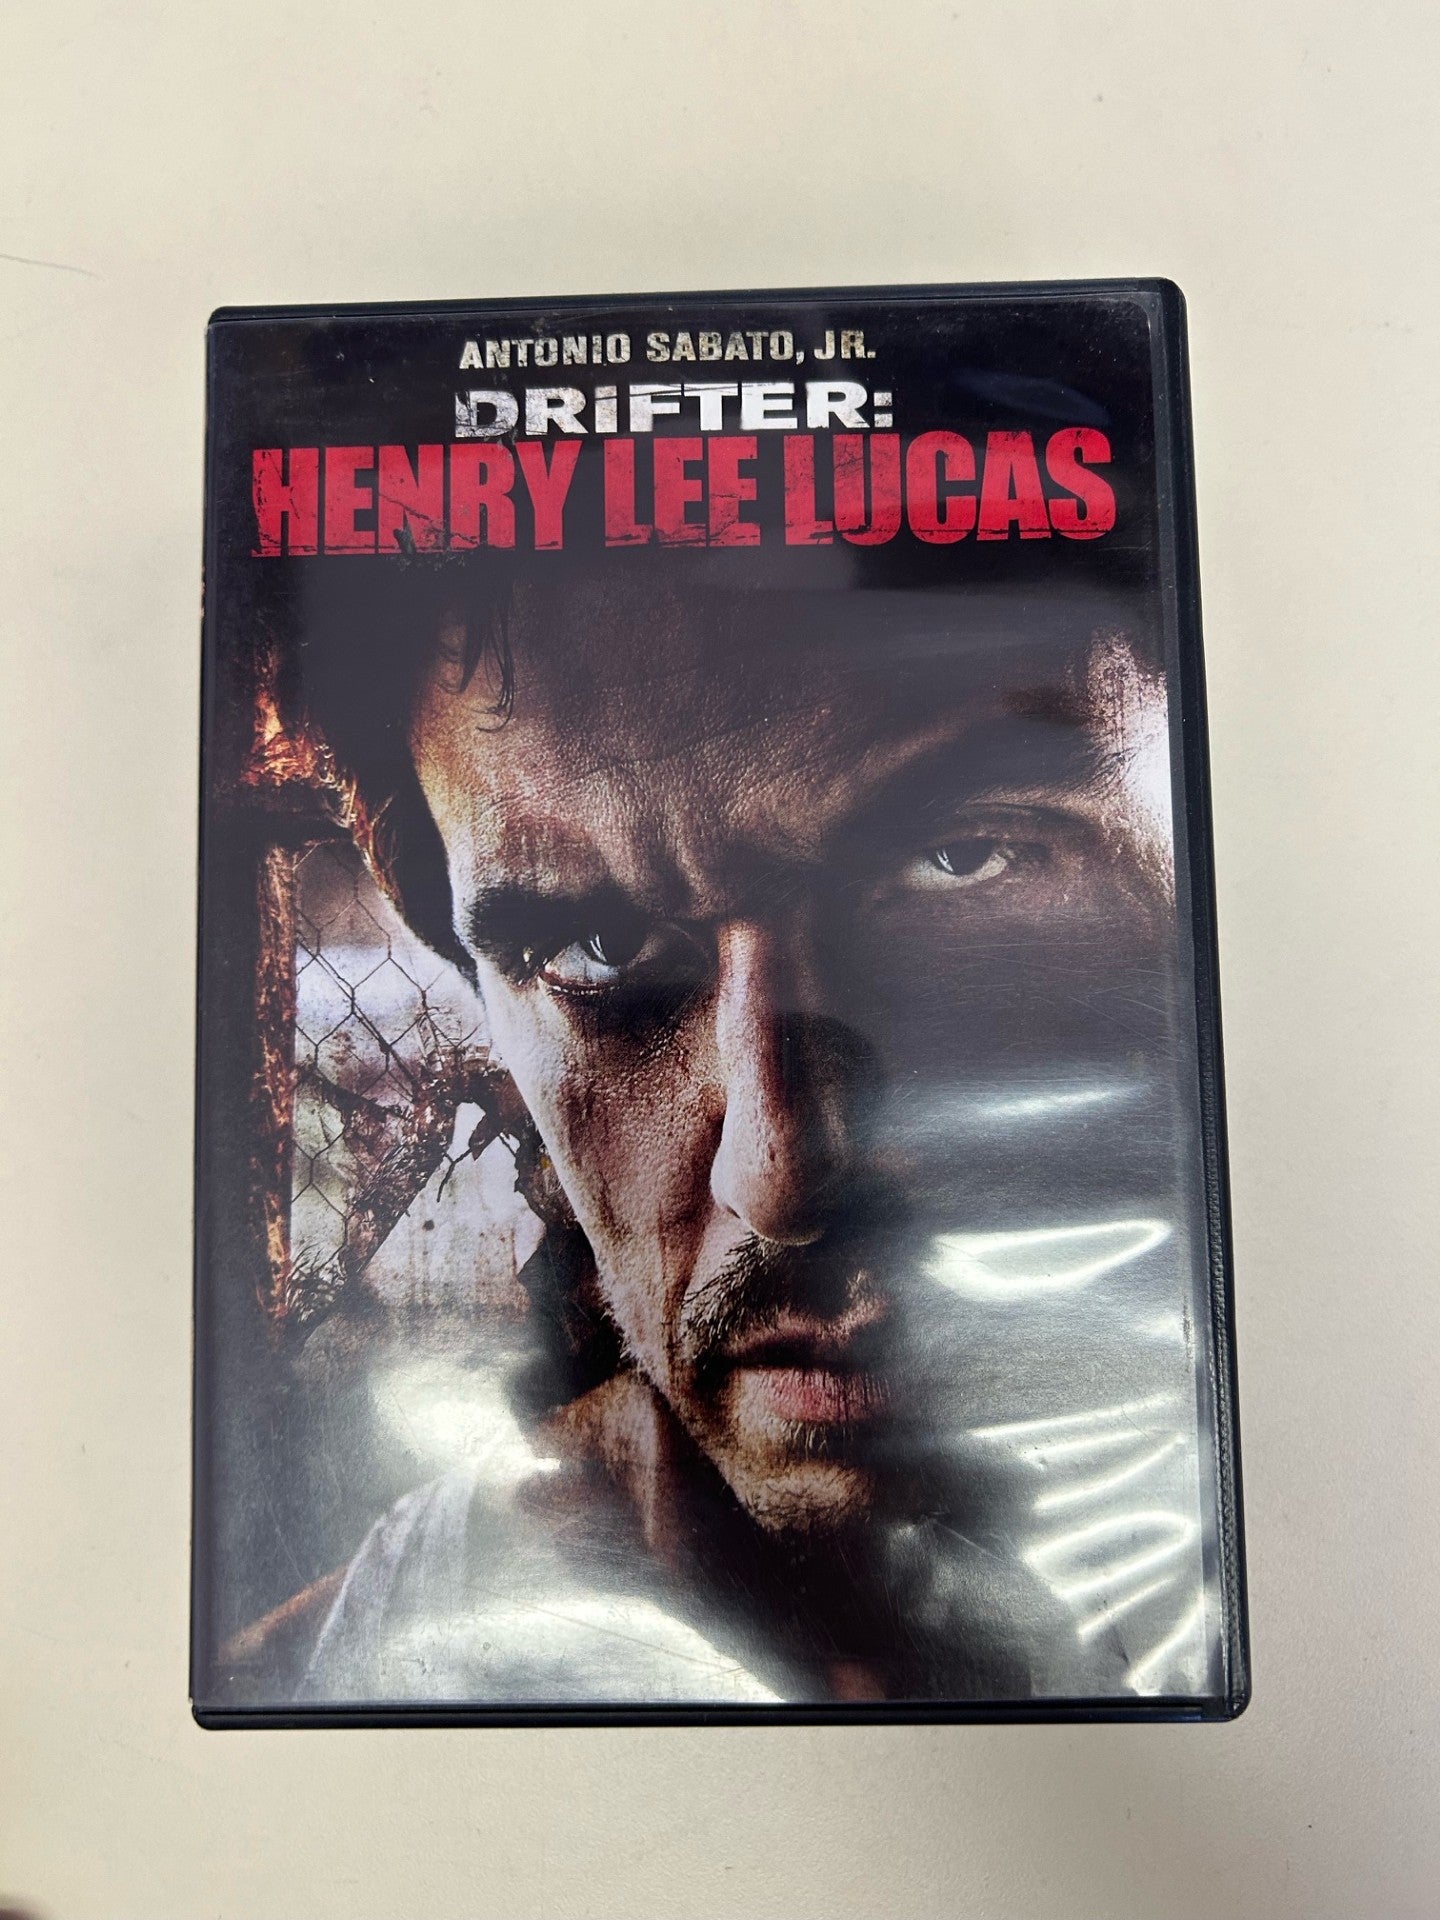 ANTONIO SABATO, JR.
DRiFTER:
HENRY LEE LUCAS